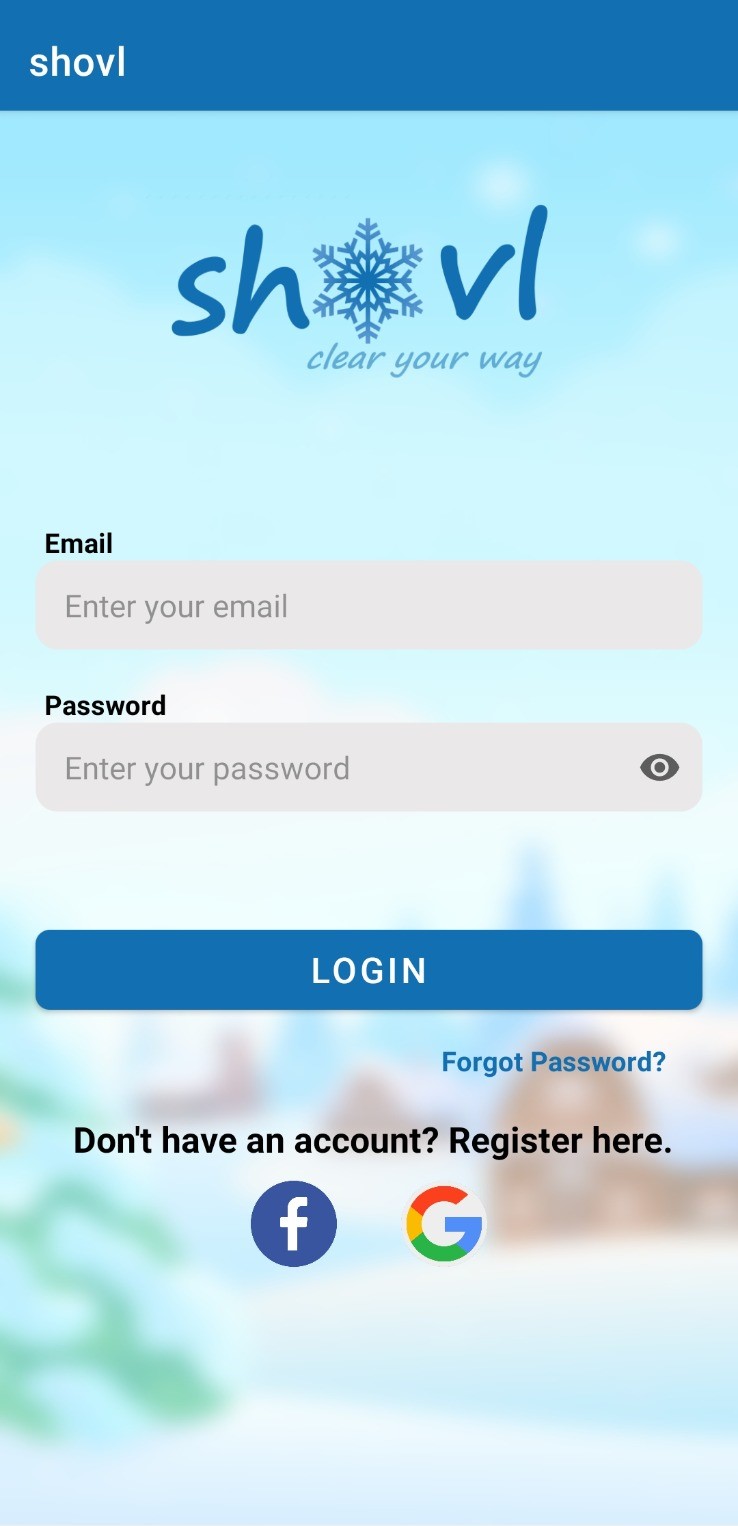 shovl
shovl
clear your way
Email
Enter your email
Password
Enter your password
LOGIN
Forgot Password?
Don't have an account? Register here.